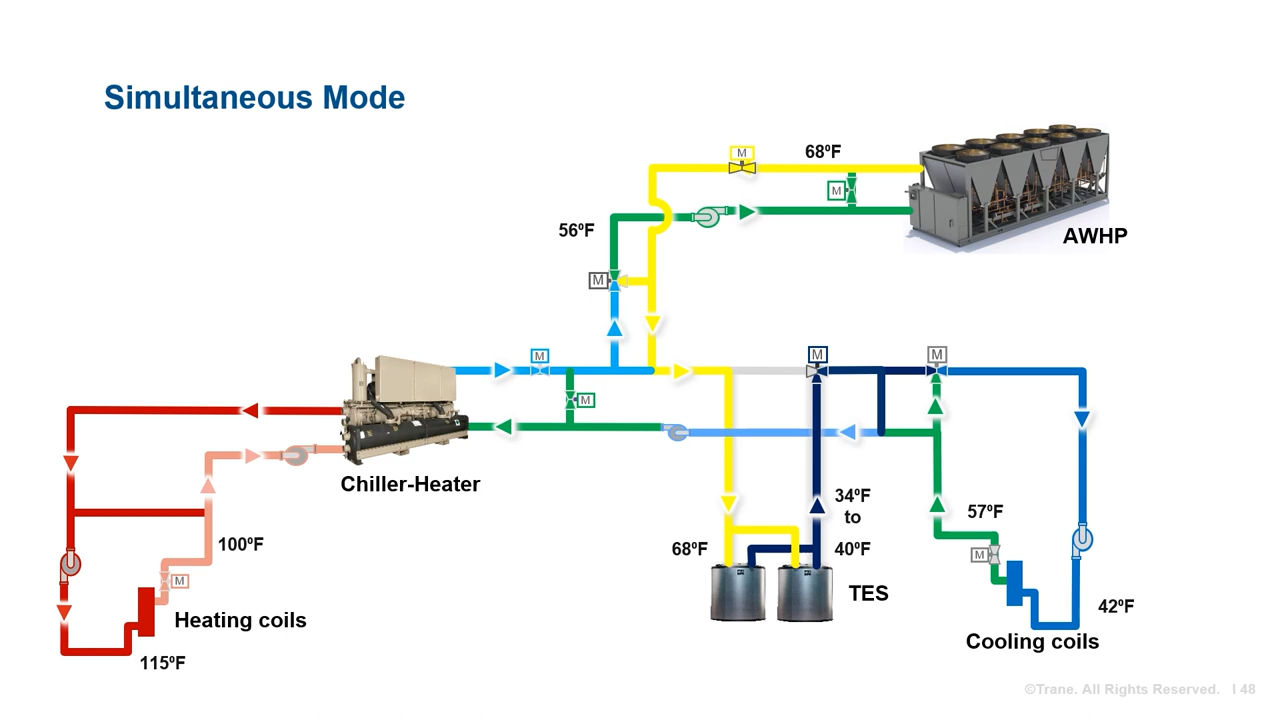 Simultaneous Mode
M
68ºF
M
AWHP
56ºF
M
M
M
M
M
Chiller-Heater
34ºF
to
40ºF
68ºF
TES
57ºF
M
42ºF
Cooling coils
100ºF
M
Heating coils
115ºF
©Trane. All Rights Reserved. I 48